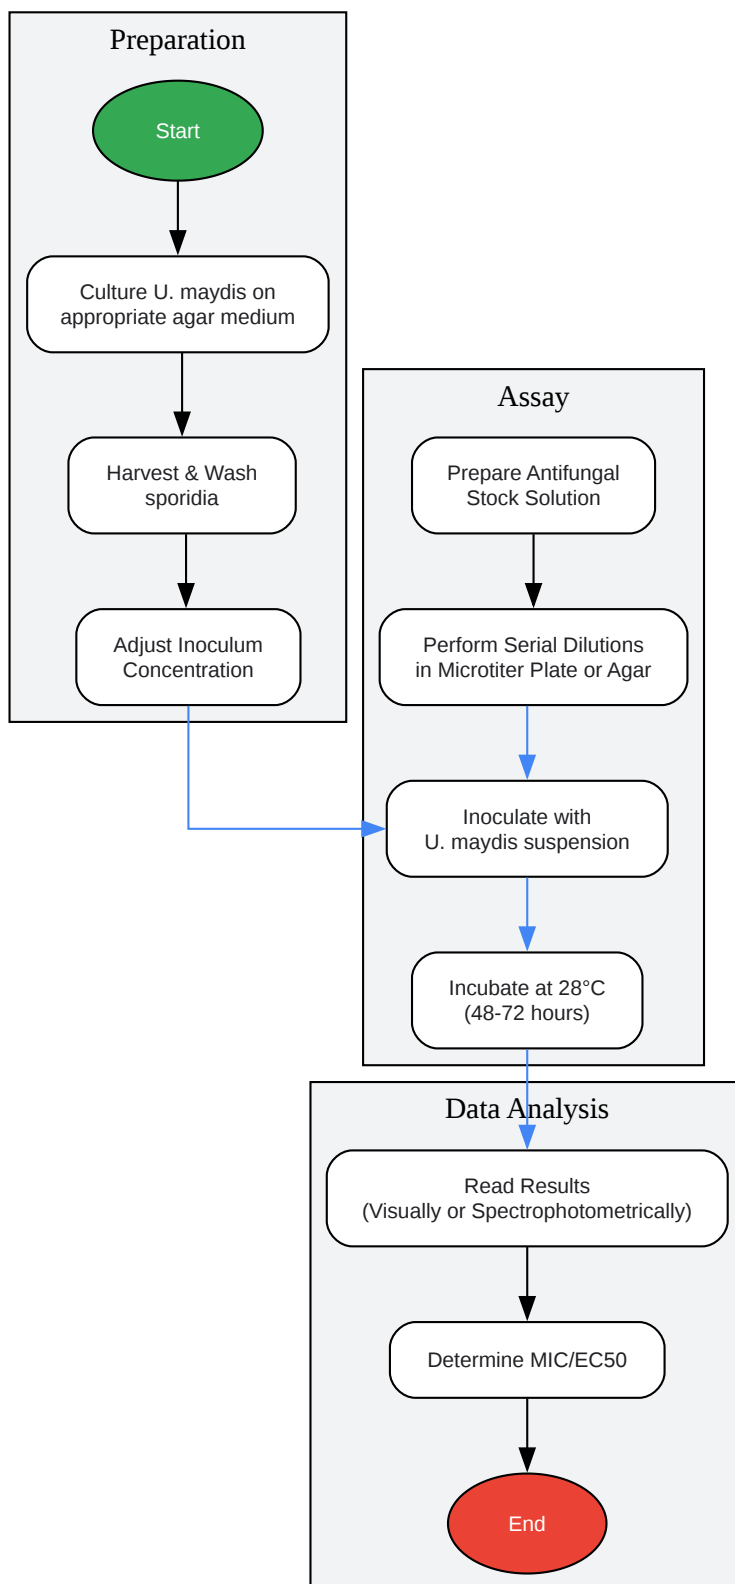 Preparation
Start
Culture U. maydis on
appropriate agar medium
Harvest & Wash
sporidia
Adjust Inoculum
Concentration
Assay
Prepare Antifungal
Stock Solution
Perform Serial Dilutions
in Microtiter Plate or Agar
Inoculate with
U. maydis suspension
Incubate at 28°C
(48-72 hours)
Data Analysis
Read Results
(Visually or Spectrophotometrically)
Determine MIC/EC50
End